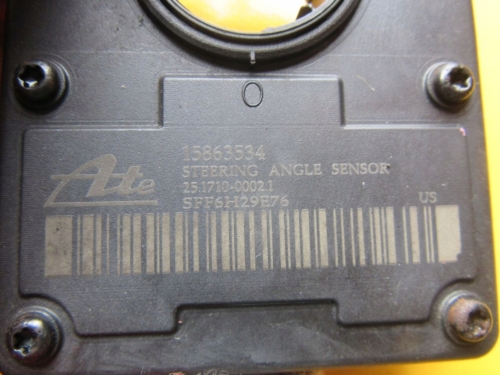 O
15863534
Ate
STEERING ANGLE SENSOR
25.1710-0002.1
US
SFF6H29E76